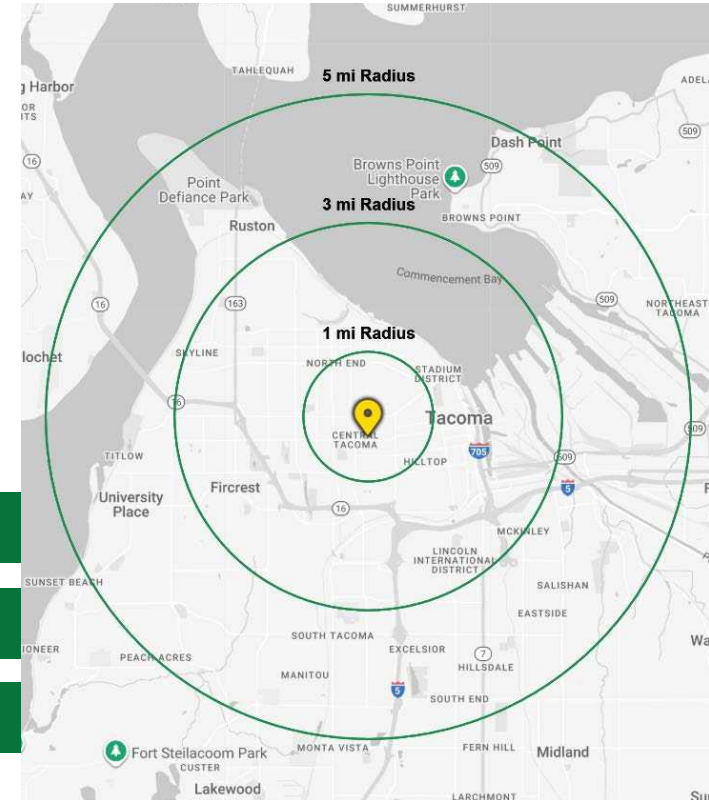 SUMMERHURST
TAHLEQUAH
5 mi Radius
Harbor
509
Dash Point
16
Browns Point
Lighthouse
Park
509
Point
Defiance Park
3 mi Radius
BROWNS POINT
Ruston
Commencement Bay
16
163
509
NORTHEAST
TACOMA
1 mi Radius
SKYLINE
NORTH END
STADIUM
DISTRICT
16
Tacoma
CENTRAL
TACOMA
509
705
HILLTOP
509
TITLOW
Fircrest
5
University
Place
16
MCKINLEY
LINCOLN
INTERNATIONAL
DISTRICT
SUNSET BEACH
SALISHAN
EASTSIDE
SOUTH TACOMA
EXCELSIOR
PEACH ACRES
7
HILLSDALE
MANITOU
5
SOUTH END
Fort Steilacoom Park
MONTA VISTA
FERN HILL
Midland
CUSTER
Lakewood
LARCHMONT